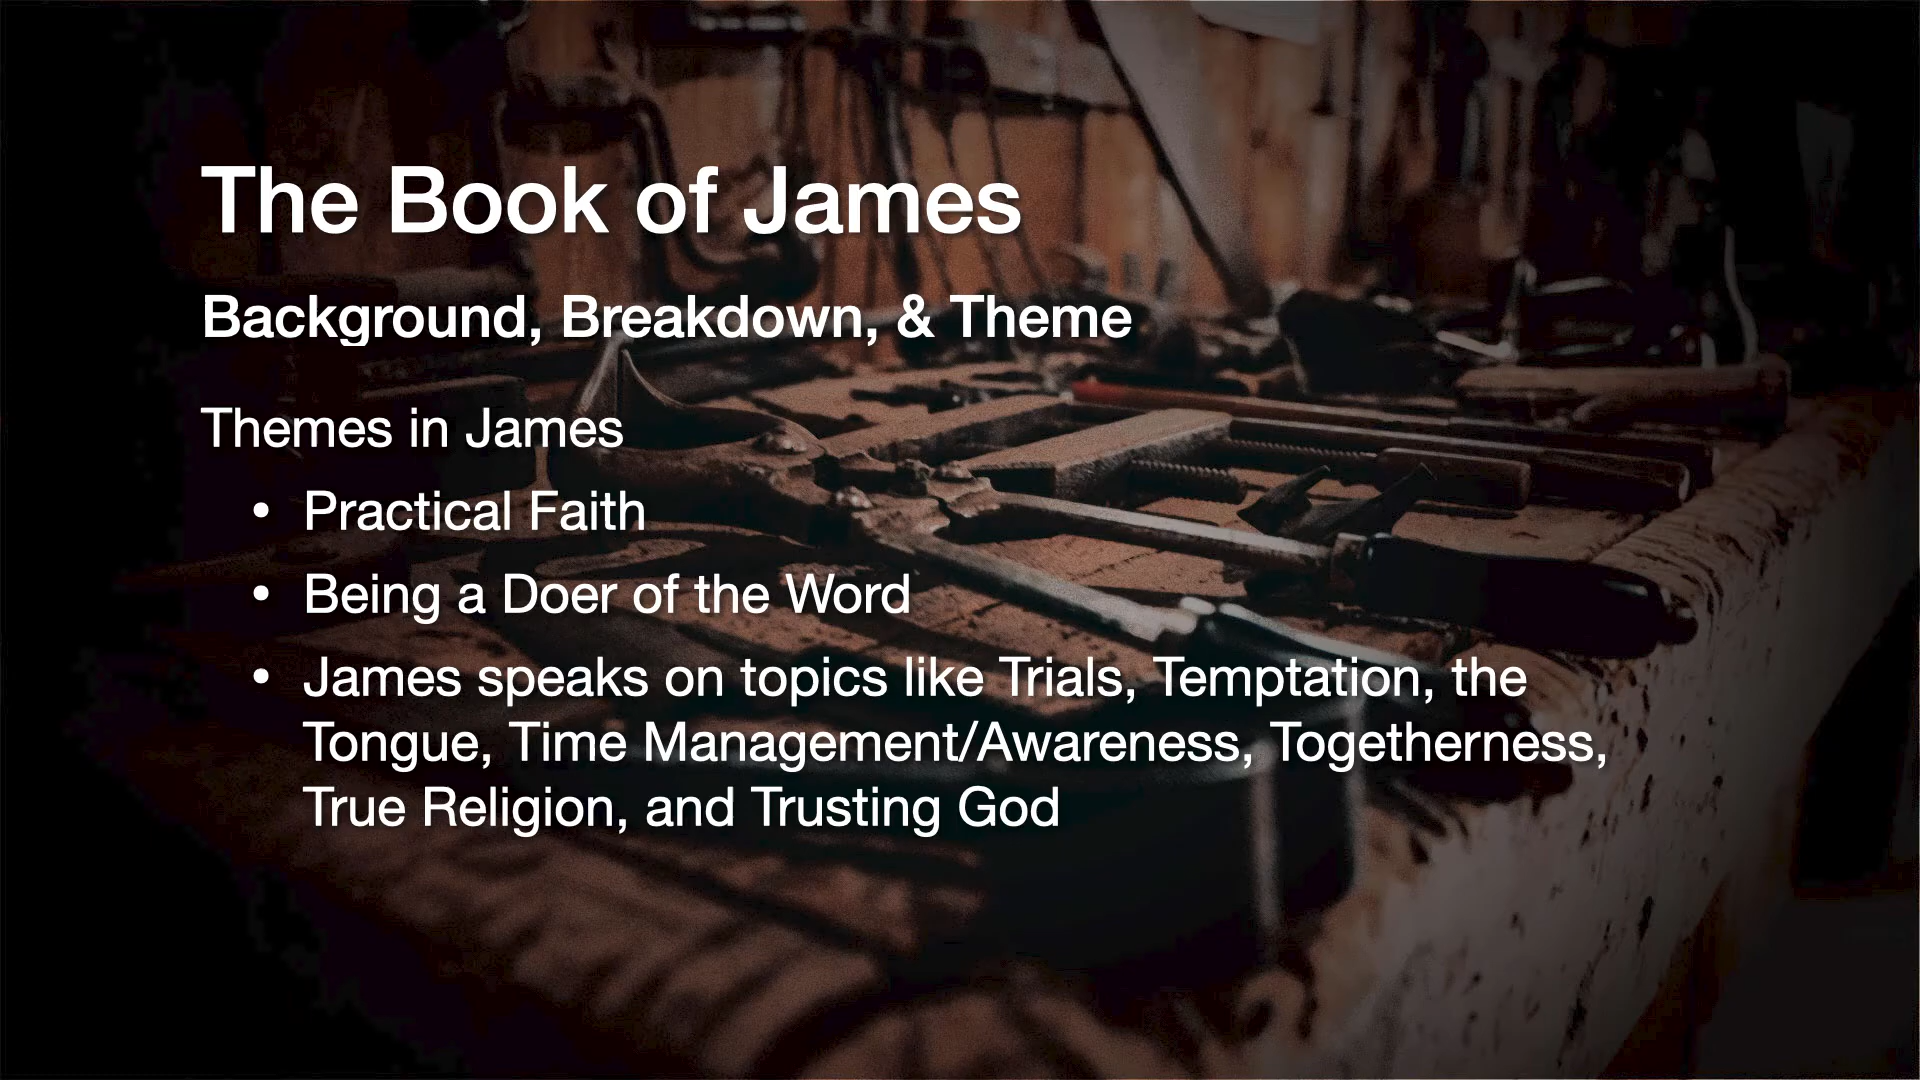 The Book of James
Background, Breakdown, & Theme
Themes in James
• Practical Faith
• Being a Doer of the Word
• James speaks on topics like Trials, Temptation, the
Tongue, Time Management/Awareness, Togetherness,
True Religion, and Trusting God